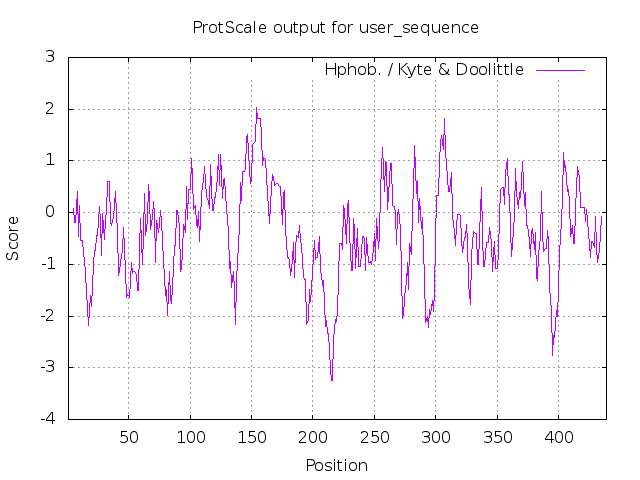 ProtScale output for user_sequence
Hphob. / Kyte & Doolittle
3
2
1
0
-1
-2
-3
-4
Score
50 100 150 200 250 300 350 400
Position